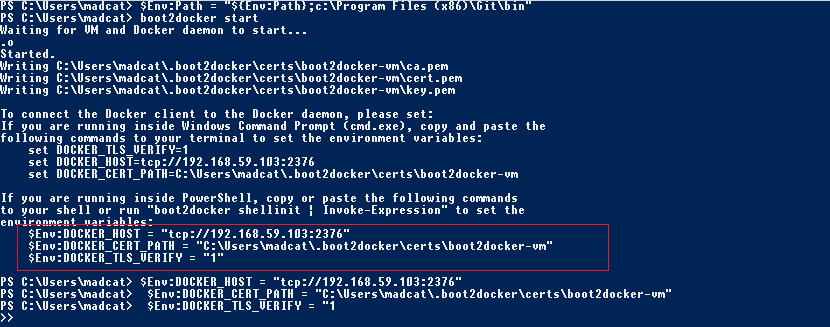 PS C:\Users\madcat> $Env:Path = "${Env:Path};c:\Program Files (x86)\Git\bin"
PS C:\Users\madcat> boot2docker start
Waiting for VM and Docker daemon to start...
.o
Started.
Writing C:\Users\madcat\.boot2docker\certs\boot2docker-vm\ca.pem
Writing C:\Users\madcat\.boot2docker\certs\boot2docker-vm\cert.pem
Writing C:\Users\madcat\.boot2docker\certs\boot2docker-vm\key.pem
To connect the Docker client to the Docker daemon, please set:
If you are running inside Windows Command Prompt (cmd.exe), copy and paste the
following commands to your terminal to set the environment variables:
set DOCKER_TLS_VERIFY=1
set DOCKER_HOST=tcp://192.168.59.103:2376
set DOCKER_CERT_PATH=C:\Users\madcat\.boot2docker\certs\boot2docker-vm
If you are running inside PowerShell, copy or paste the following commands
to your shell or run "boot2docker shellinit | Invoke-Expression" to set the
environment variables:
$Env:DOCKER_HOST = "tcp://192.168.59.103:2376"
$Env:DOCKER_CERT_PATH = "C:\Users\madcat\.boot2docker\certs\boot2docker-vm"
$Env:DOCKER_TLS_VERIFY = "1"
PS C:\Users\madcat> $Env:DOCKER_HOST = "tcp://192.168.59.103:2376"
PS C:\Users\madcat>  $Env:DOCKER_CERT_PATH = "C:\Users\madcat\.boot2docker\certs\boot2docker-vm"
PS C:\Users\madcat>  $Env:DOCKER_TLS_VERIFY = "1
>>